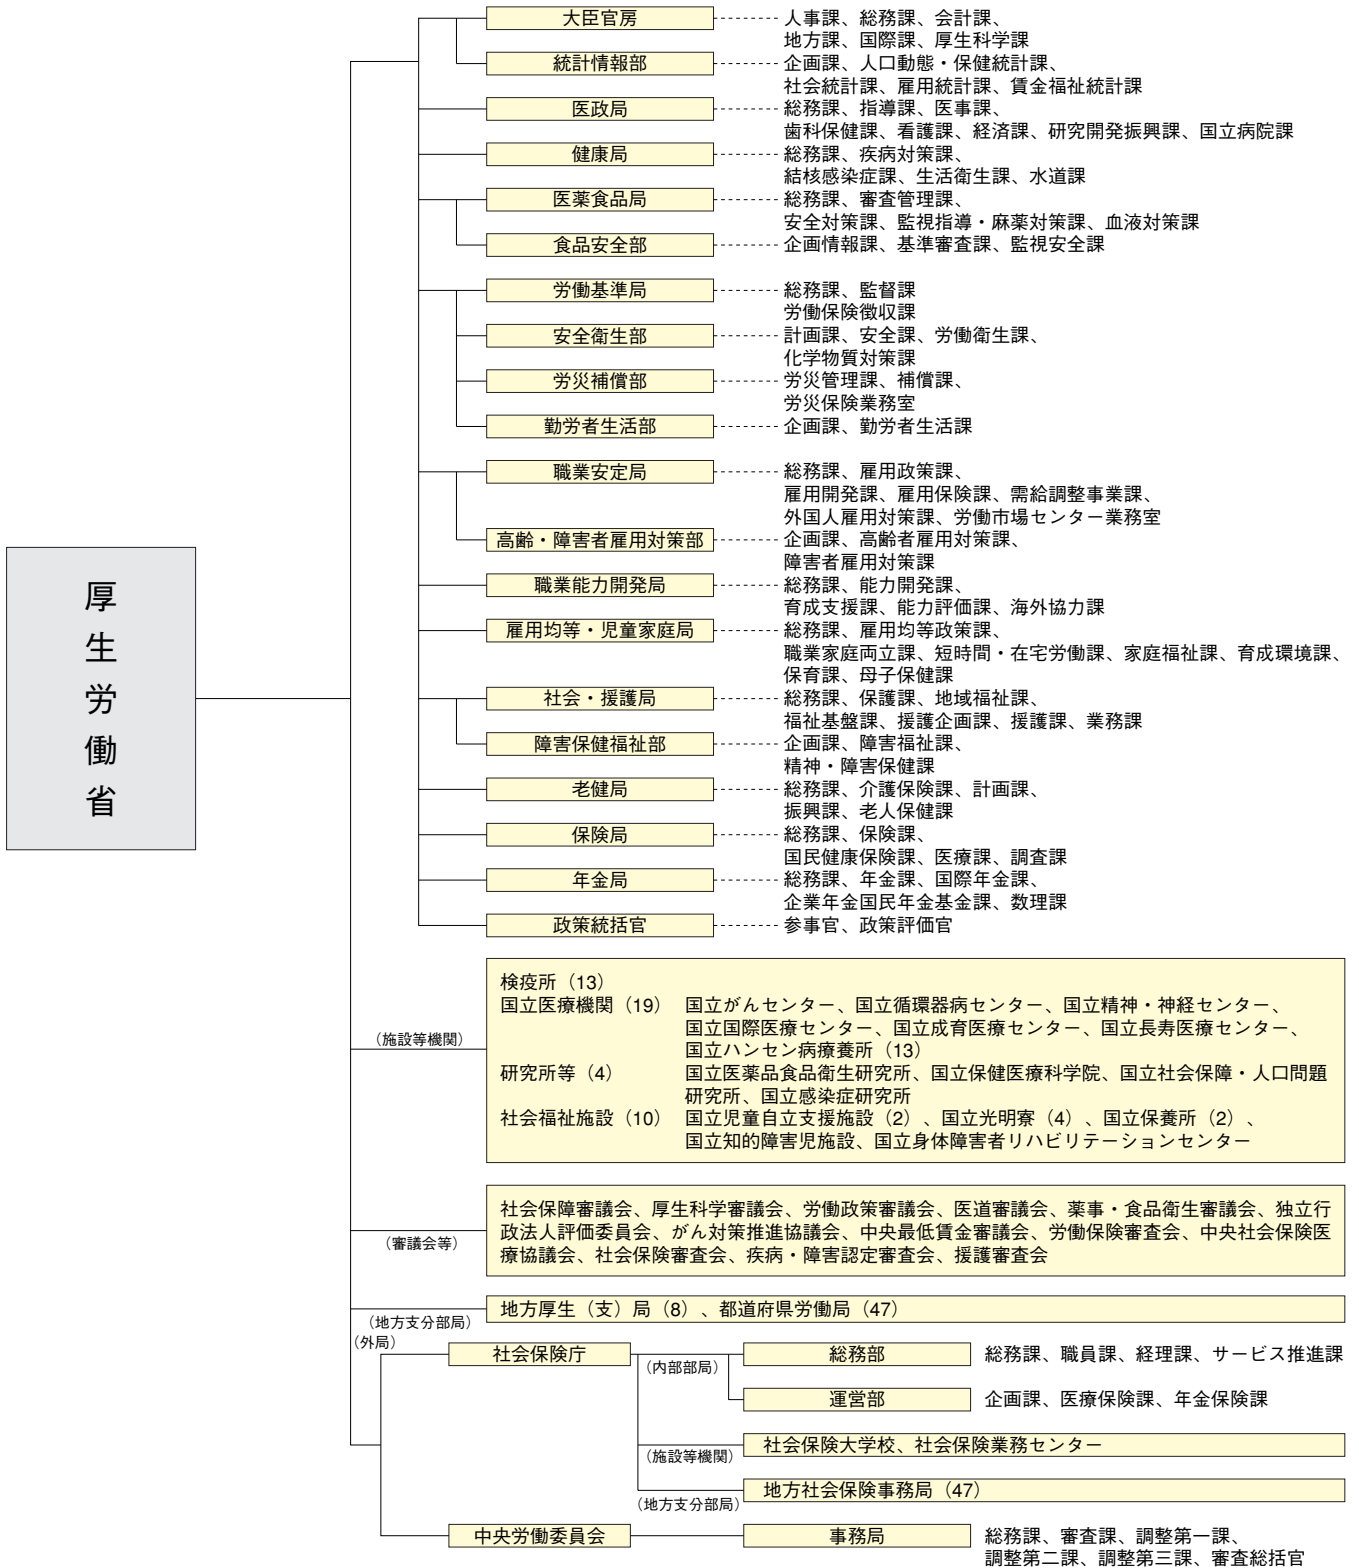 厚生労働省
大臣官房 人事課、総務課、会計課、
地方課、国際課、厚生科学課
統計情報部 企画課、人口動態・保健統計課、
社会統計課、雇用統計課、賃金福祉統計課
医政局 総務課、指導課、医事課、
歯科保健課、看護課、経済課、研究開発振興課、国立病院課
健康局 総務課、疾病対策課、
結核感染症課、生活衛生課、水道課
医薬食品局 総務課、審査管理課、
安全対策課、監視指導・麻薬対策課、血液対策課
食品安全部 企画情報課、基準審査課、監視安全課
労働基準局 総務課、監督課
労働保険徴収課
安全衛生部 計画課、安全課、労働衛生課、
化学物質対策課
労災補償部 労災管理課、補償課、
労災保険業務室
勤労者生活部 企画課、勤労者生活課
職業安定局 総務課、雇用政策課、
雇用開発課、雇用保険課、需給調整事業課、
外国人雇用対策課、労働市場センター業務室
高齢・障害者雇用対策部 企画課、高齢者雇用対策課、
障害者雇用対策課
職業能力開発局 総務課、能力開発課、
育成支援課、能力評価課、海外協力課
雇用均等・児童家庭局 総務課、雇用均等政策課、
職業家庭両立課、短時間・在宅労働課、家庭福祉課、育成環境課、
保育課、母子保健課
社会・援護局 総務課、保護課、地域福祉課、
福祉基盤課、援護企画課、援護課、業務課
障害保健福祉部 企画課、障害福祉課、
精神・障害保健課
老健局 総務課、介護保険課、計画課、
振興課、老人保健課
保険局 総務課、保険課、
国民健康保険課、医療課、調査課
年金局 総務課、年金課、国際年金課、
企業年金国民年金基金課、数理課
政策統括官 参事官、政策評価官
（施設等機関）
検疫所（13）
国立医療機関（19） 国立がんセンター、国立循環器病センター、国立精神・神経センター、
国立国際医療センター、国立成育医療センター、国立長寿医療センター、
国立ハンセン病療養所（13）
研究所等（4） 国立医薬品食品衛生研究所、国立保健医療科学院、国立社会保障・人口問題
研究所、国立感染症研究所
社会福祉施設（10） 国立児童自立支援施設（2）、国立光明寮（4）、国立保養所（2）、
国立知的障害児施設、国立身体障害者リハビリテーションセンター
（審議会等）
社会保障審議会、厚生科学審議会、労働政策審議会、医道審議会、薬事・食品衛生審議会、独立行
政法人評価委員会、がん対策推進協議会、中央最低賃金審議会、労働保険審査会、中央社会保険医
療協議会、社会保険審査会、疾病・障害認定審査会、援護審査会
（地方支分部局） 地方厚生（支）局（8）、都道府県労働局（47）
（外局）
社会保険庁 （内部部局） 総務部 総務課、職員課、経理課、サービス推進課
運営部 企画課、医療保険課、年金保険課
（施設等機関） 社会保険大学校、社会保険業務センター
（地方支分部局） 地方社会保険事務局（47）
中央労働委員会 事務局 総務課、審査課、調整第一課、
調整第二課、調整第三課、審査総括官